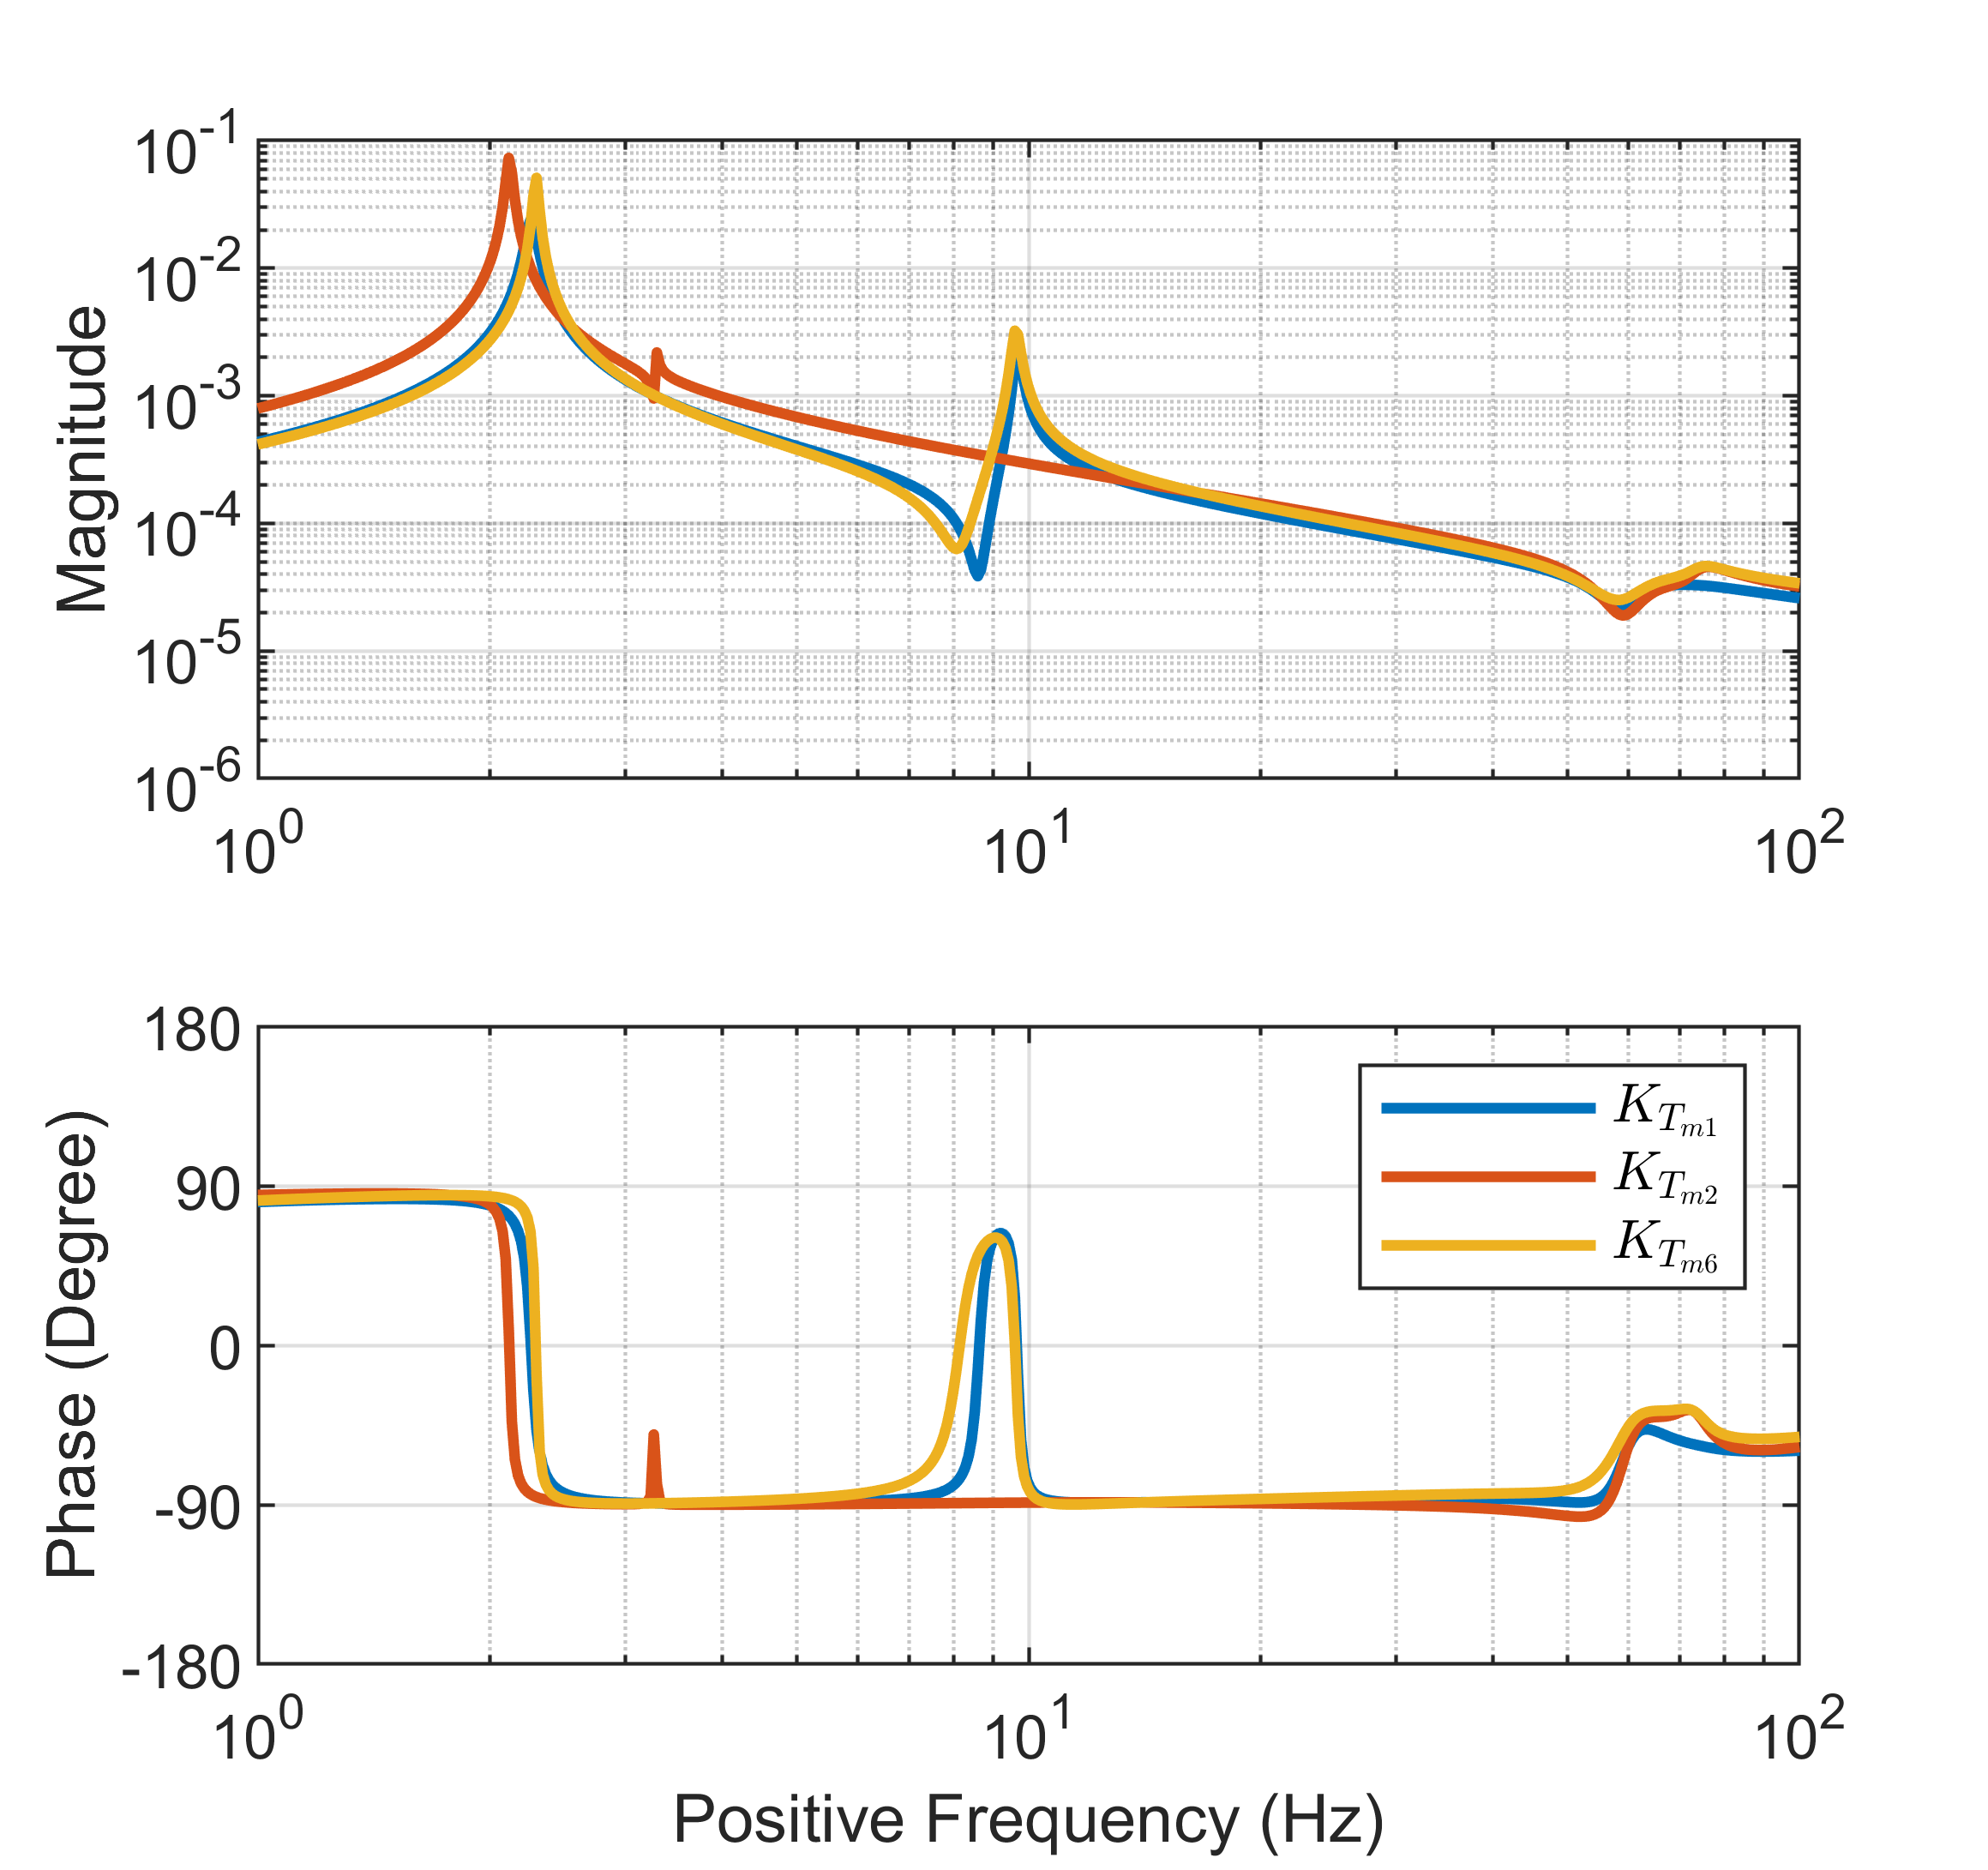 10^-1
10^-2
10^-3
10^-4
10^-5
10^-6
Magnitude
10^0 10^1 10^2
180
90
0
-90
-180
Phase (Degree)
K_{T_{m1}}
K_{T_{m2}}
K_{T_{m6}}
10^0 10^1 10^2
Positive Frequency (Hz)